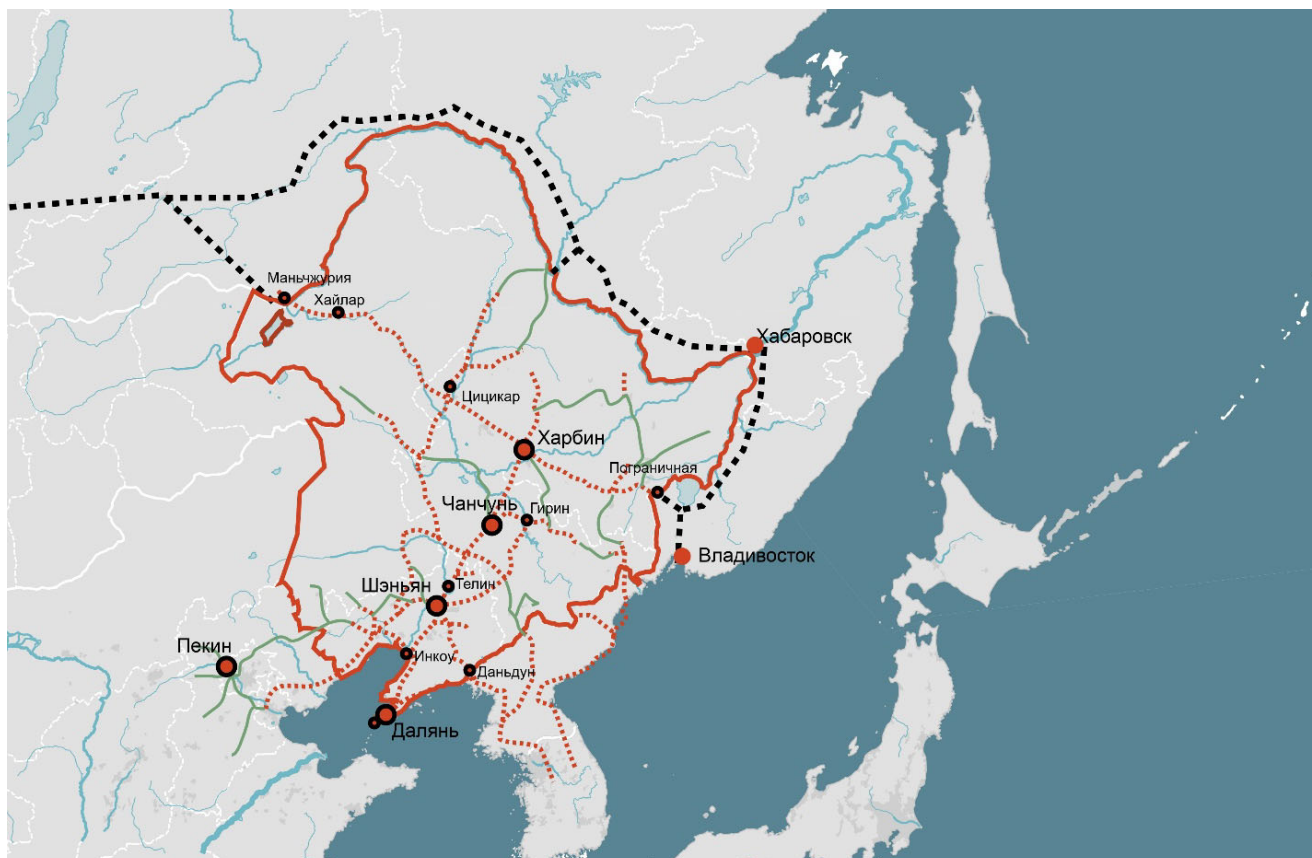 Маньчжурия
Хайлар
Хабаровск
Цицикар
Харбин
Пограничная
Чанчунь
Гирин
Владивосток
Телин
Шэньян
Пекин
Инкоу
Даньдун
Далянь